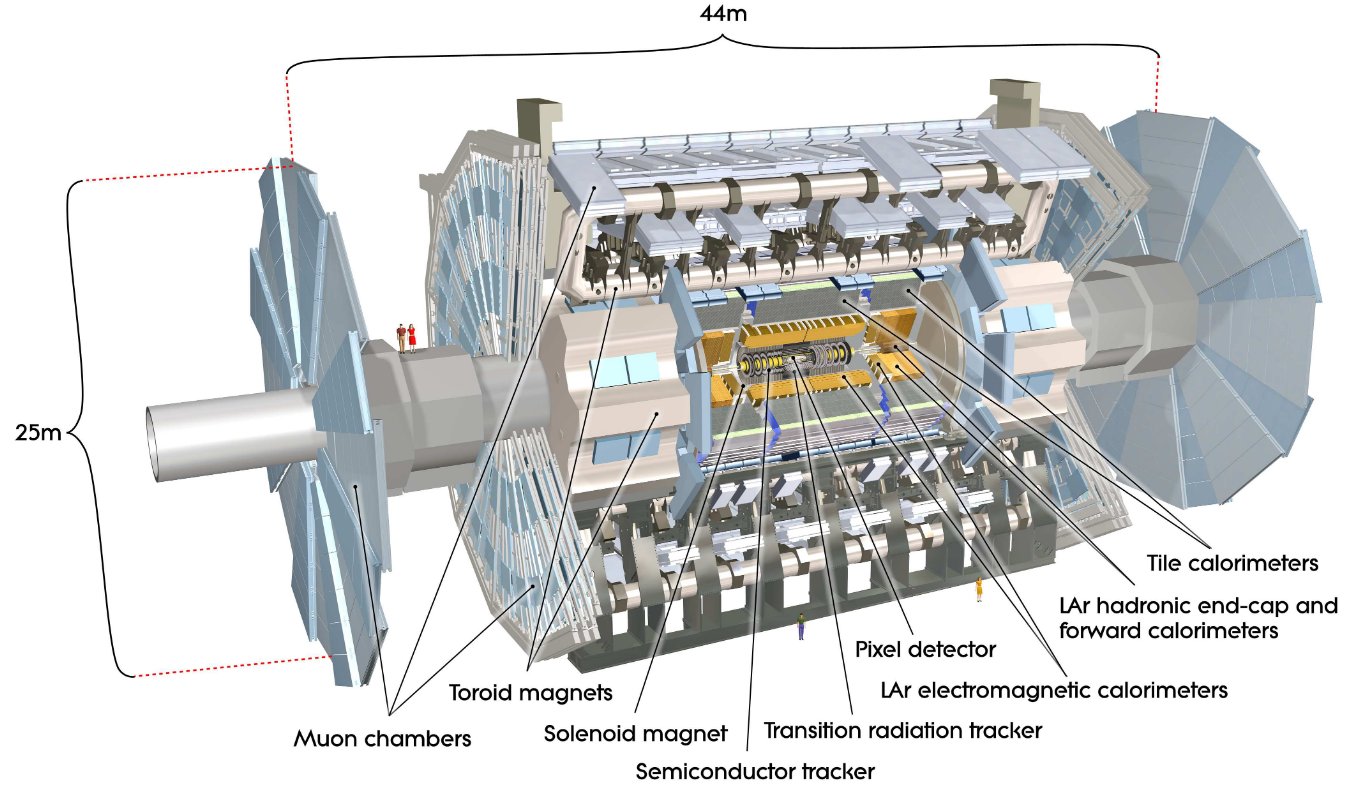 44m
25m
Tile calorimeters
LAr hadronic end-cap and
forward calorimeters
Pixel detector
LAr electromagnetic calorimeters
Toroid magnets
Solenoid magnet
Transition radiation tracker
Muon chambers
Semiconductor tracker